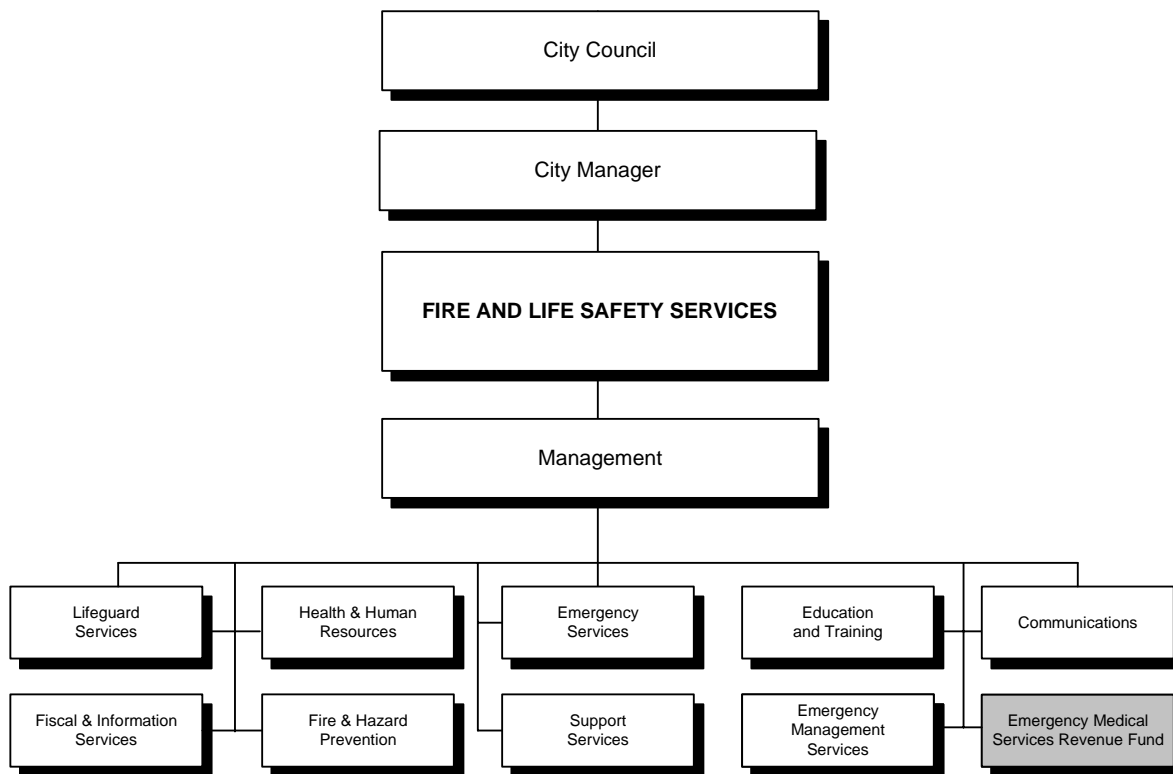 City Council
City Manager
FIRE AND LIFE SAFETY SERVICES
Management
Lifeguard
Services
Health & Human
Resources
Emergency
Services
Education
and Training
Communications
Fiscal & Information
Services
Fire & Hazard
Prevention
Support
Services
Emergency
Management
Services
Emergency Medical
Services Revenue Fund